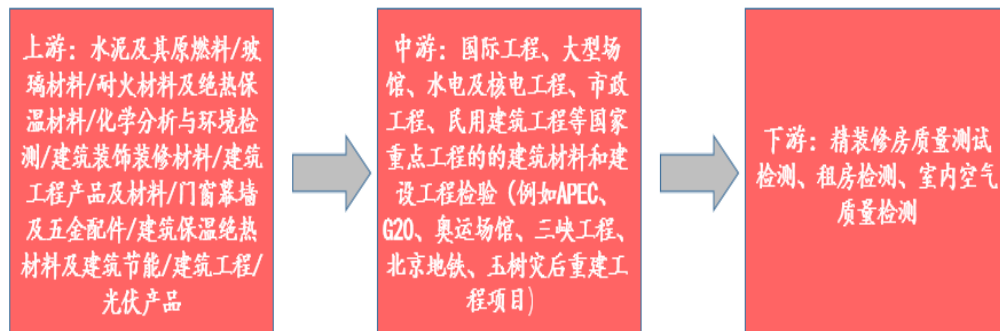 上游：水泥及其原燃料/玻
璃材料/耐火材料及绝热保
温材料/化学分析与环境检
测/建筑装饰装修材料/建筑
工程产品及材料/门窗幕墙
及五金配件/建筑保温绝热
材料及建筑节能/建筑工程/
光伏产品
中游：国际工程、大型场
馆、水电及核电工程、市政
工程、民用建筑工程等国家
重点工程的的建筑材料和建
设工程检验（例如APEC、
G20、奥运场馆、三峡工程、
北京地铁、玉树灾后重建工
程项目）
下游：精装修房质量测试
检测、租房检测、室内空气
质量检测